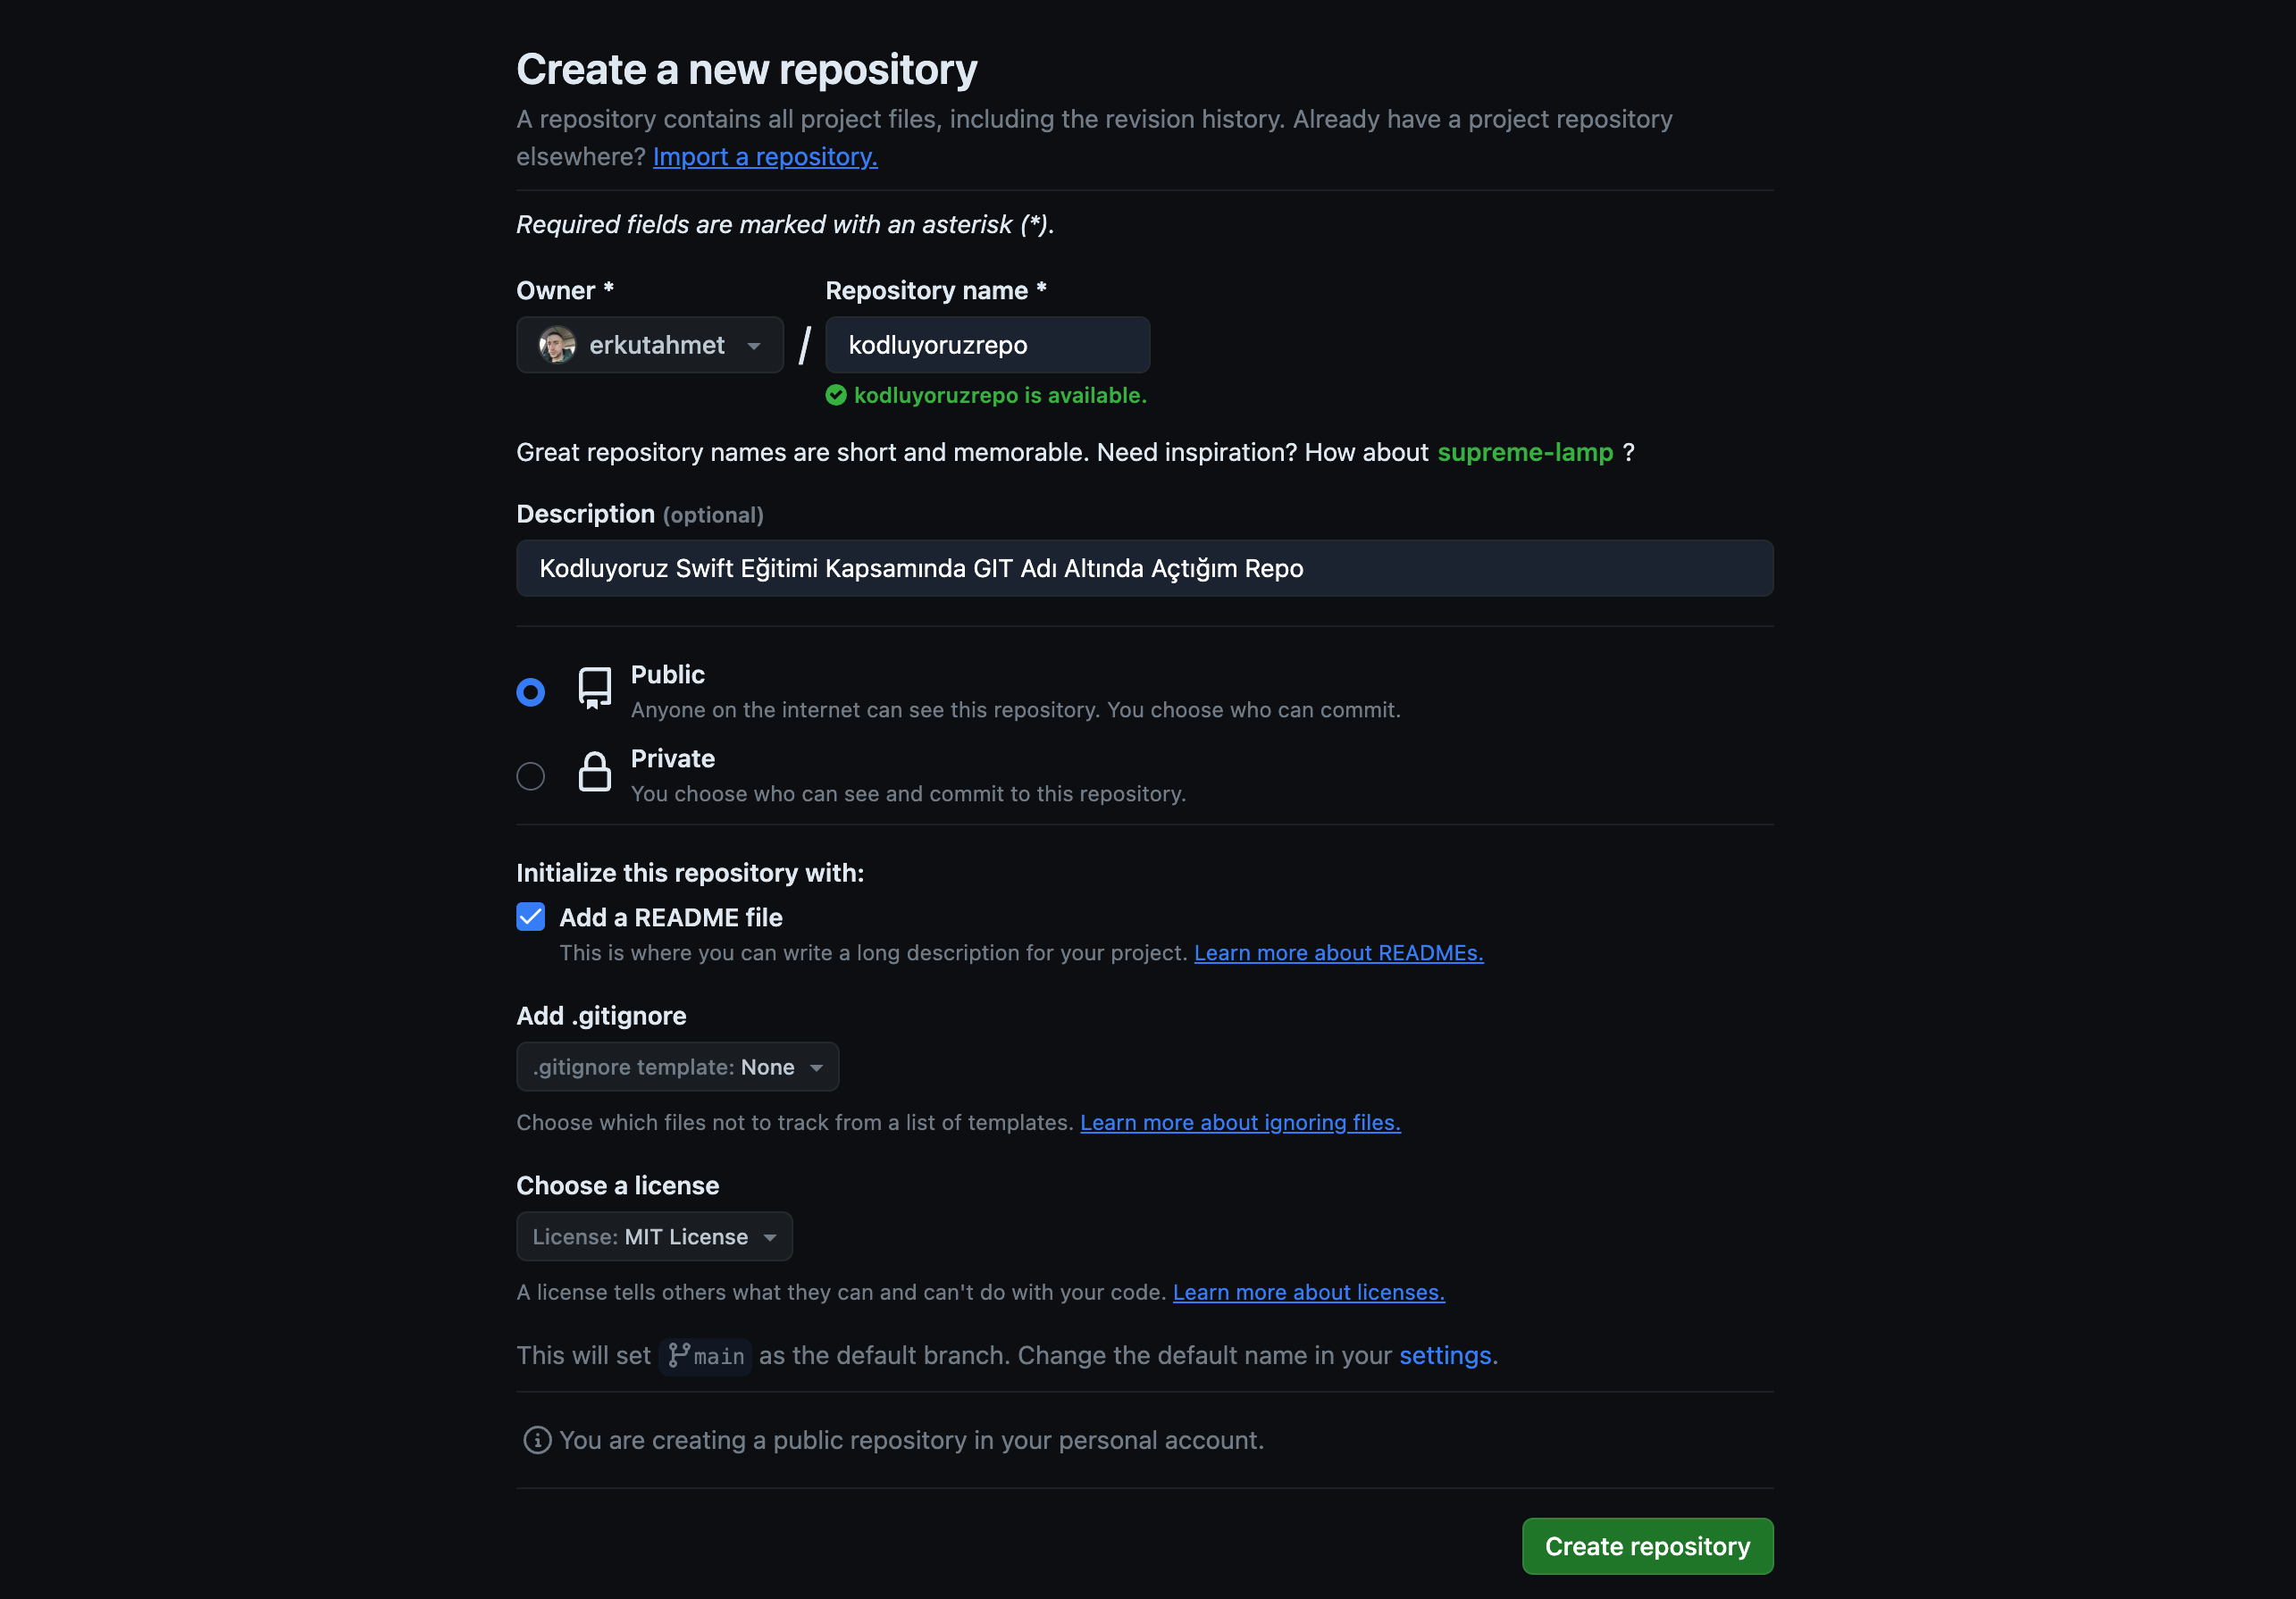 Create a new repository
A repository contains all project files, including the revision history. Already have a project repository
elsewhere? Import a repository.
Required fields are marked with an asterisk (*).
Owner *
Repository name *
erkutahmet
/
kodluyoruzrepo
kodluyoruzrepo is available.
Great repository names are short and memorable. Need inspiration? How about supreme-lamp ?
Description (optional)
Kodluyoruz Swift Eğitimi Kapsamında GIT Adı Altında Açtığım Repo
Public
Anyone on the internet can see this repository. You choose who can commit.
Private
You choose who can see and commit to this repository.
Initialize this repository with:
Add a README file
This is where you can write a long description for your project. Learn more about READMEs.
Add .gitignore
.gitignore template: None
Choose which files not to track from a list of templates. Learn more about ignoring files.
Choose a license
License: MIT License
A license tells others what they can and can't do with your code. Learn more about licenses.
This will set main as the default branch. Change the default name in your settings.
You are creating a public repository in your personal account.
Create repository